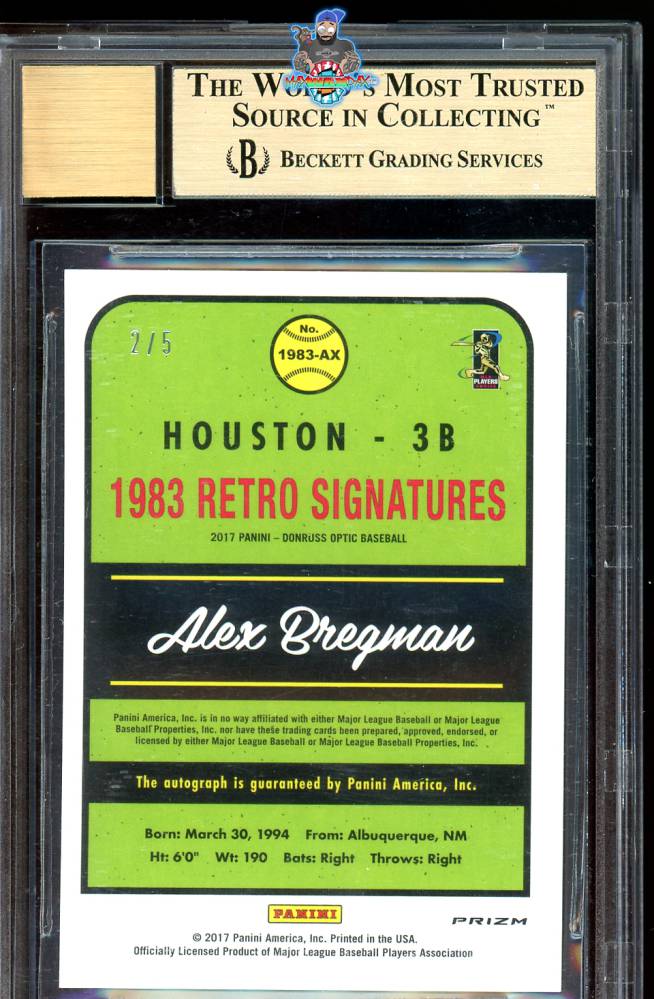 THE WORLD'S MOST TRUSTED
SOURCE IN COLLECTING™
B BECKETT GRADING SERVICES
2/5
No.
1983-AX
MLB
PLAYERS
CHOICE
HOUSTON - 3B
1983 RETRO SIGNATURES
2017 PANINI – DONRUSS OPTIC BASEBALL
Alex Bregman
Panini America, Inc. is in no way affiliated with either Major League Baseball or Major League
Baseball Properties, Inc. nor have these trading cards been prepared, approved, endorsed, or
licensed by either Major League Baseball or Major League Baseball Properties, Inc.
The autograph is guaranteed by Panini America, Inc.
Born: March 30, 1994 From: Albuquerque, NM
Ht: 6'0" Wt: 190 Bats: Right Throws: Right
PANINI
PRIZM
© 2017 Panini America, Inc. Printed in the USA.
Officially Licensed Product of Major League Baseball Players Association